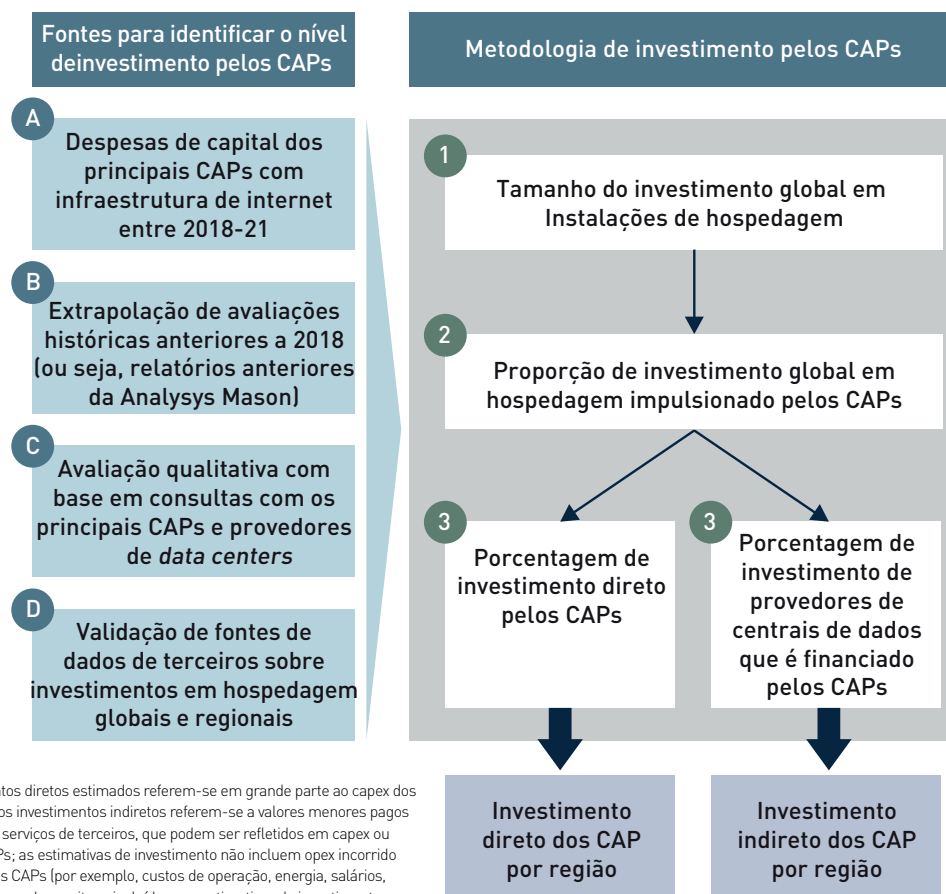 Fontes para identificar o nível
deinvestimento pelos CAPs
Metodologia de investimento pelos CAPs
A
Despesas de capital dos
principais CAPs com
infraestrutura de internet
entre 2018-21
B
Extrapolação de avaliações
históricas anteriores a 2018
(ou seja, relatórios anteriores
da Analysys Mason)
C
Avaliação qualitativa com
base em consultas com os
principais CAPs e provedores
de data centers
D
Validação de fontes de
dados de terceiros sobre
investimentos em hospedagem
globais e regionais
1
Tamanho do investimento global em
Instalações de hospedagem
2
Proporção de investimento global em
hospedagem impulsionado pelos CAPs
3
Porcentagem de
investimento direto
pelos CAPs
3
Porcentagem de
investimento de
provedores de
centrais de dados
que é financiado
pelos CAPs
Investimento
direto dos CAP
por região
Investimento
indireto dos CAP
por região
tos diretos estimados referem-se em grande parte ao capex dos
os investimentos indiretos referem-se a valores menores pagos
serviços de terceiros, que podem ser refletidos em capex ou
Ps; as estimativas de investimento não incluem opex incorrido
s CAPs (por exemplo, custos de operação, energia, salários,